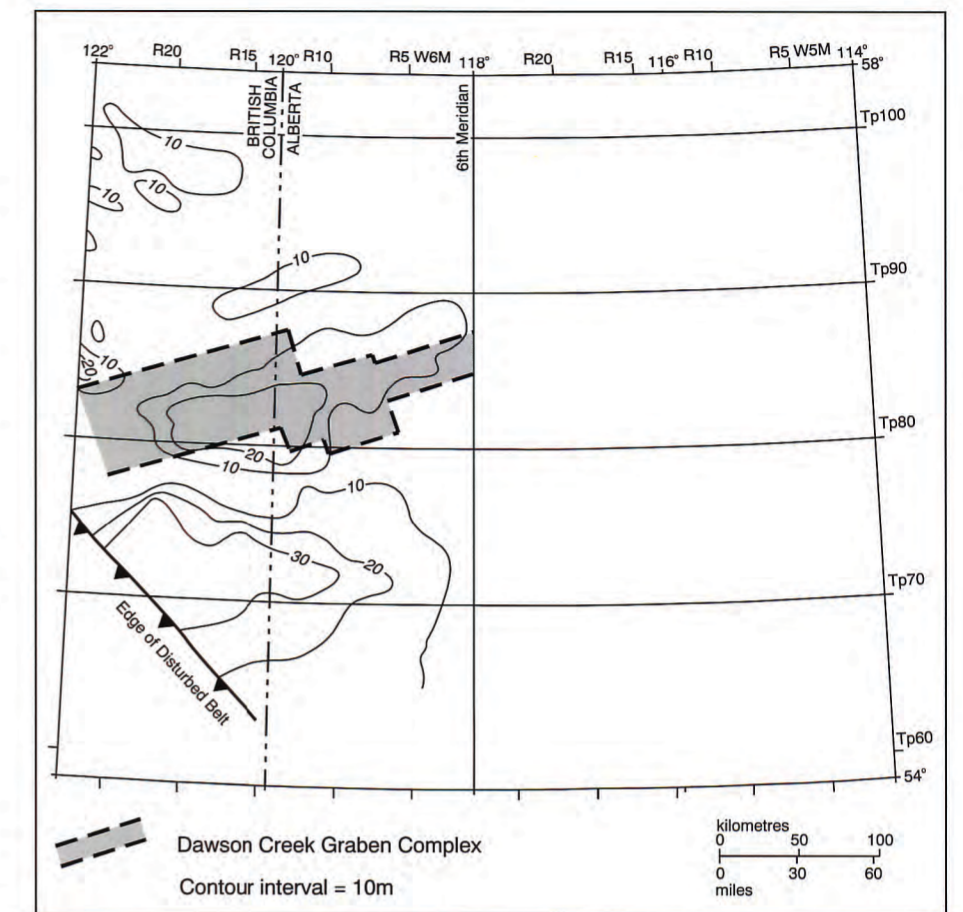 122° R20 R15 120° R10 R5 W6M 118° R20 R15 116° R10 R5 W5M 114°
58°
BRITISH
COLUMBIA
ALBERTA
6th Meridian
Tp100
10
10
10
10
Tp90
10
20
Tp80
20
10
10
30
20
Tp70
Edge of Disturbed Belt
Tp60
54°
Dawson Creek Graben Complex
Contour interval = 10m
kilometres
0 50 100
0 30 60
miles